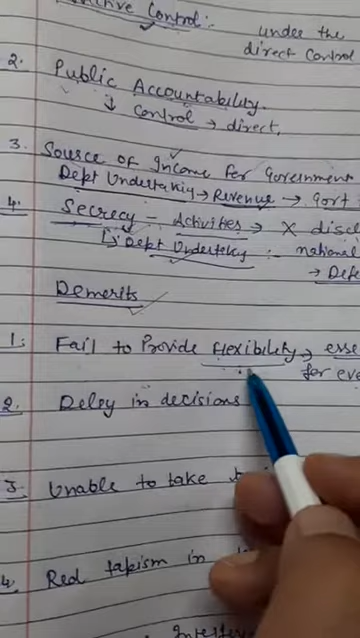 Control:-
under the
direct Control
2. Public Accountability.
↓ Control → direct.
3. Source of Income for Government
Dept Undertaking → Revenue → Govt
4. Secrecy - Activities → X discl
↳ Dept Undertaking :- national
→ Defe
Demerits
1. Fail to Provide flexibility → esse
for eve
2. Delay in decisions
3. Unable to take
4. Red tapism in
Interfer